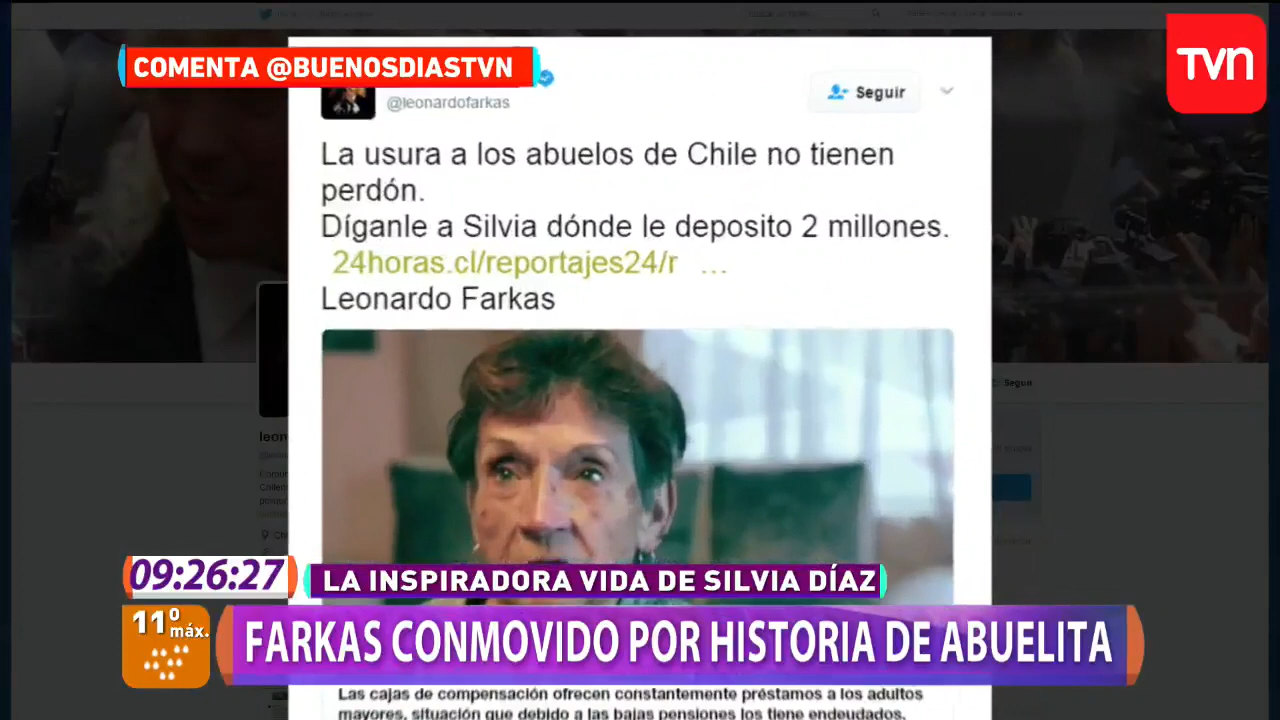 COMENTA @BUENOSDIASTVN
TVN
@leonardofarkas
Seguir
La usura a los abuelos de Chile no tienen
perdón.
Díganle a Silvia dónde le deposito 2 millones.
24horas.cl/reportajes24/r ...
Leonardo Farkas
Seguir
leon
09:26:27
LA INSPIRADORA VIDA DE SILVIA DÍAZ
11º
máx.
FARKAS CONMOVIDO POR HISTORIA DE ABUELITA
Las cajas de compensación ofrecen constantemente préstamos a los adultos
mayores, situación que debido a las bajas pensiones los tiene endeudados.